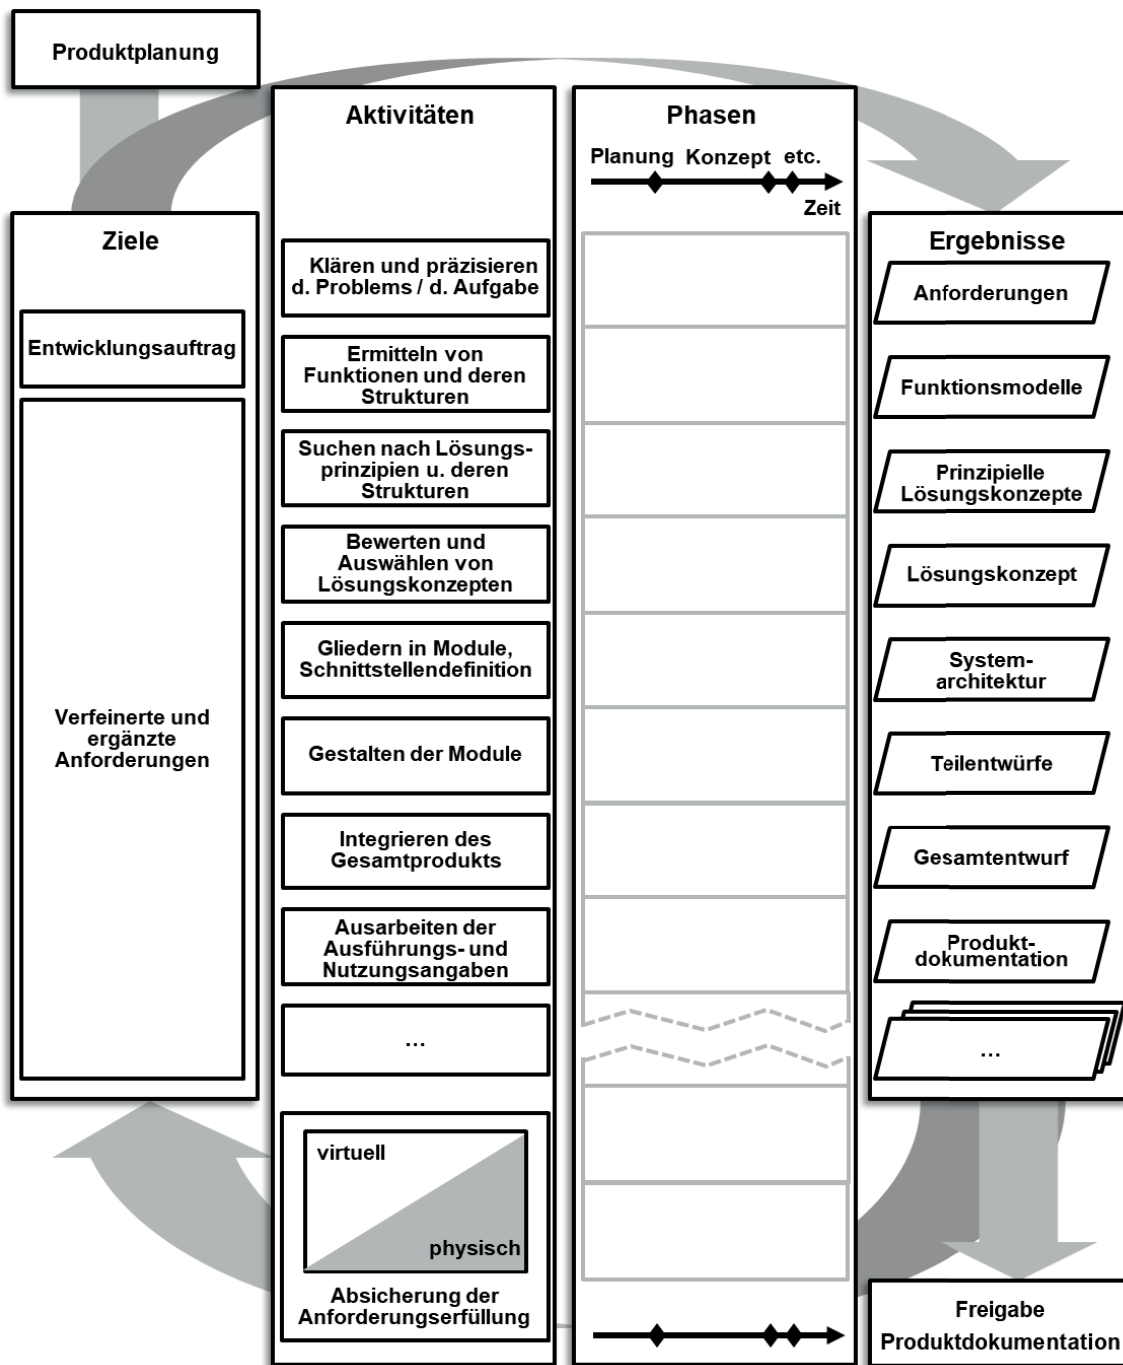 Produktplanung
Aktivitäten
Phasen
Planung Konzept etc.
Zeit
Ziele
Entwicklungsauftrag
Verfeinerte und
ergänzte
Anforderungen
Klären und präzisieren
d. Problems / d. Aufgabe
Ermitteln von
Funktionen und deren
Strukturen
Suchen nach Lösungs-
prinzipien u. deren
Strukturen
Bewerten und
Auswählen von
Lösungskonzepten
Gliedern in Module,
Schnittstellendefinition
Gestalten der Module
Integrieren des
Gesamtprodukts
Ausarbeiten der
Ausführungs- und
Nutzungsangaben
...
virtuell
physisch
Absicherung der
Anforderungserfüllung
Ergebnisse
Anforderungen
Funktionsmodelle
Prinzipielle
Lösungskonzepte
Lösungskonzept
System-
architektur
Teilentwürfe
Gesamtentwurf
Produkt-
dokumentation
...
Freigabe
Produktdokumentation